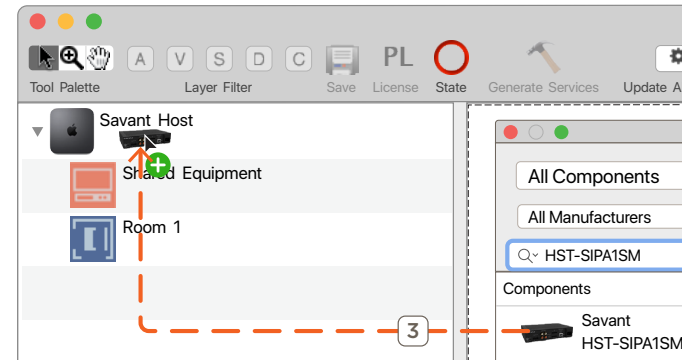 A V S D C PL
Tool Palette Layer Filter Save License State Generate Services Update A
Savant Host
Shared Equipment
Room 1
All Components
All Manufacturers
HST-SIPA1SM
Components
Savant
HST-SIPA1SM
3